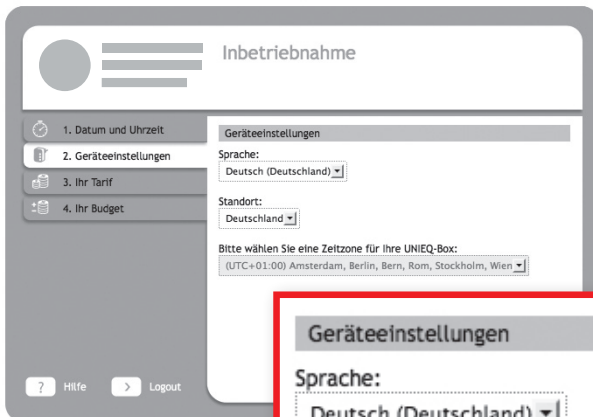 Inbetriebnahme
1. Datum und Uhrzeit
2. Geräteeinstellungen
3. Ihr Tarif
4. Ihr Budget
? Hilfe
> Logout
Geräteeinstellungen
Sprache:
Deutsch (Deutschland)
Standort:
Deutschland
Bitte wählen Sie eine Zeitzone für Ihre UNIEQ-Box:
(UTC+01:00) Amsterdam, Berlin, Bern, Rom, Stockholm, Wien
Geräteeinstellungen
Sprache:
Deutsch (Deutschland)